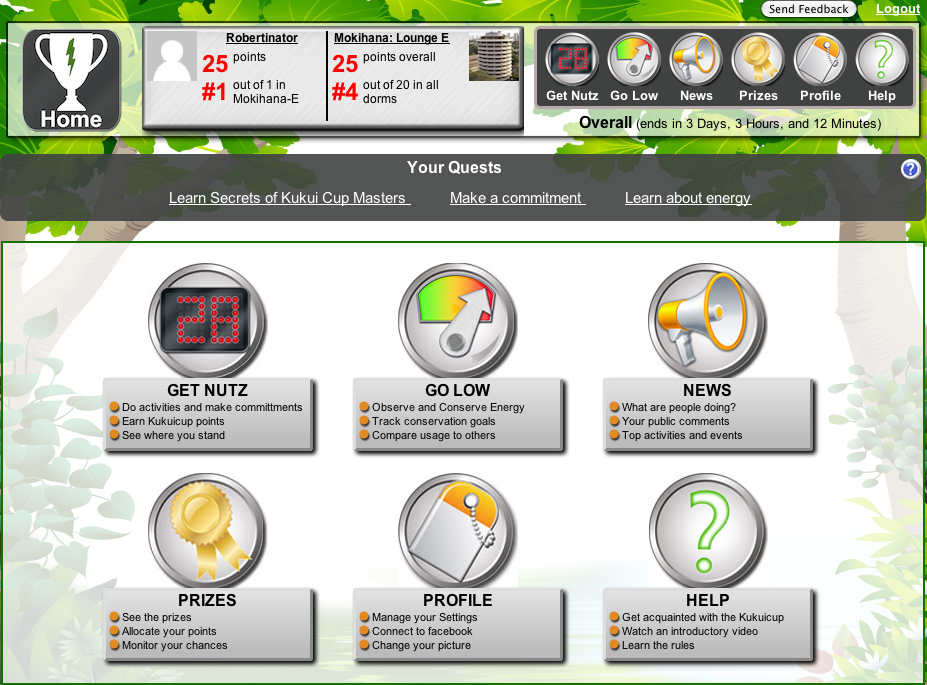 Send Feedback
Logout
Home
Robertinator
25 points
#1 out of 1 in
Mokihana-E
Mokihana: Lounge E
25 points overall
#4 out of 20 in all
dorms
28
Get Nutz
Go Low
News
Prizes
Profile
?
Help
Overall (ends in 3 Days, 3 Hours, and 12 Minutes)
Your Quests
?
Learn Secrets of Kukui Cup Masters
Make a commitment
Learn about energy
28
GET NUTZ
Do activities and make committments
Earn Kukuicup points
See where you stand
GO LOW
Observe and Conserve Energy
Track conservation goals
Compare usage to others
NEWS
What are people doing?
Your public comments
Top activities and events
PRIZES
See the prizes
Allocate your points
Monitor your chances
PROFILE
Manage your Settings
Connect to facebook
Change your picture
?
HELP
Get acquainted with the Kukuicup
Watch an introductory video
Learn the rules